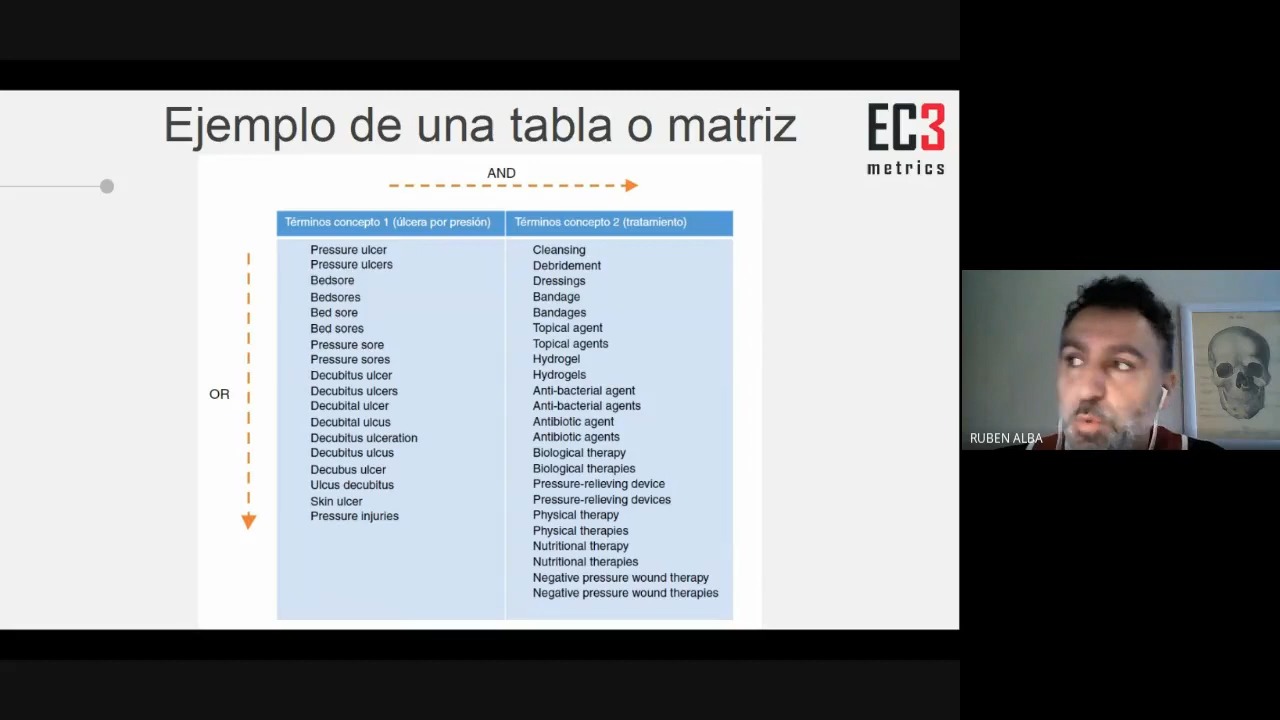 Ejemplo de una tabla o matriz
EC3
metrics
AND
Términos concepto 1 (úlcera por presión) Términos concepto 2 (tratamiento)
Pressure ulcer Cleansing
Pressure ulcers Debridement
Bedsore Dressings
Bedsores Bandage
Bed sore Bandages
Bed sores Topical agent
Pressure sore Topical agents
Pressure sores Hydrogel
Decubitus ulcer Hydrogels
Decubitus ulcers Anti-bacterial agent
Decubital ulcer Anti-bacterial agents
Decubital ulcus Antibiotic agent
Decubitus ulceration Antibiotic agents
Decubitus ulcus Biological therapy
Decubus ulcer Biological therapies
Ulcus decubitus Pressure-relieving device
Skin ulcer Pressure-relieving devices
Pressure injuries Physical therapy
Physical therapies
Nutritional therapy
Nutritional therapies
Negative pressure wound therapy
Negative pressure wound therapies
OR
RUBEN ALBA